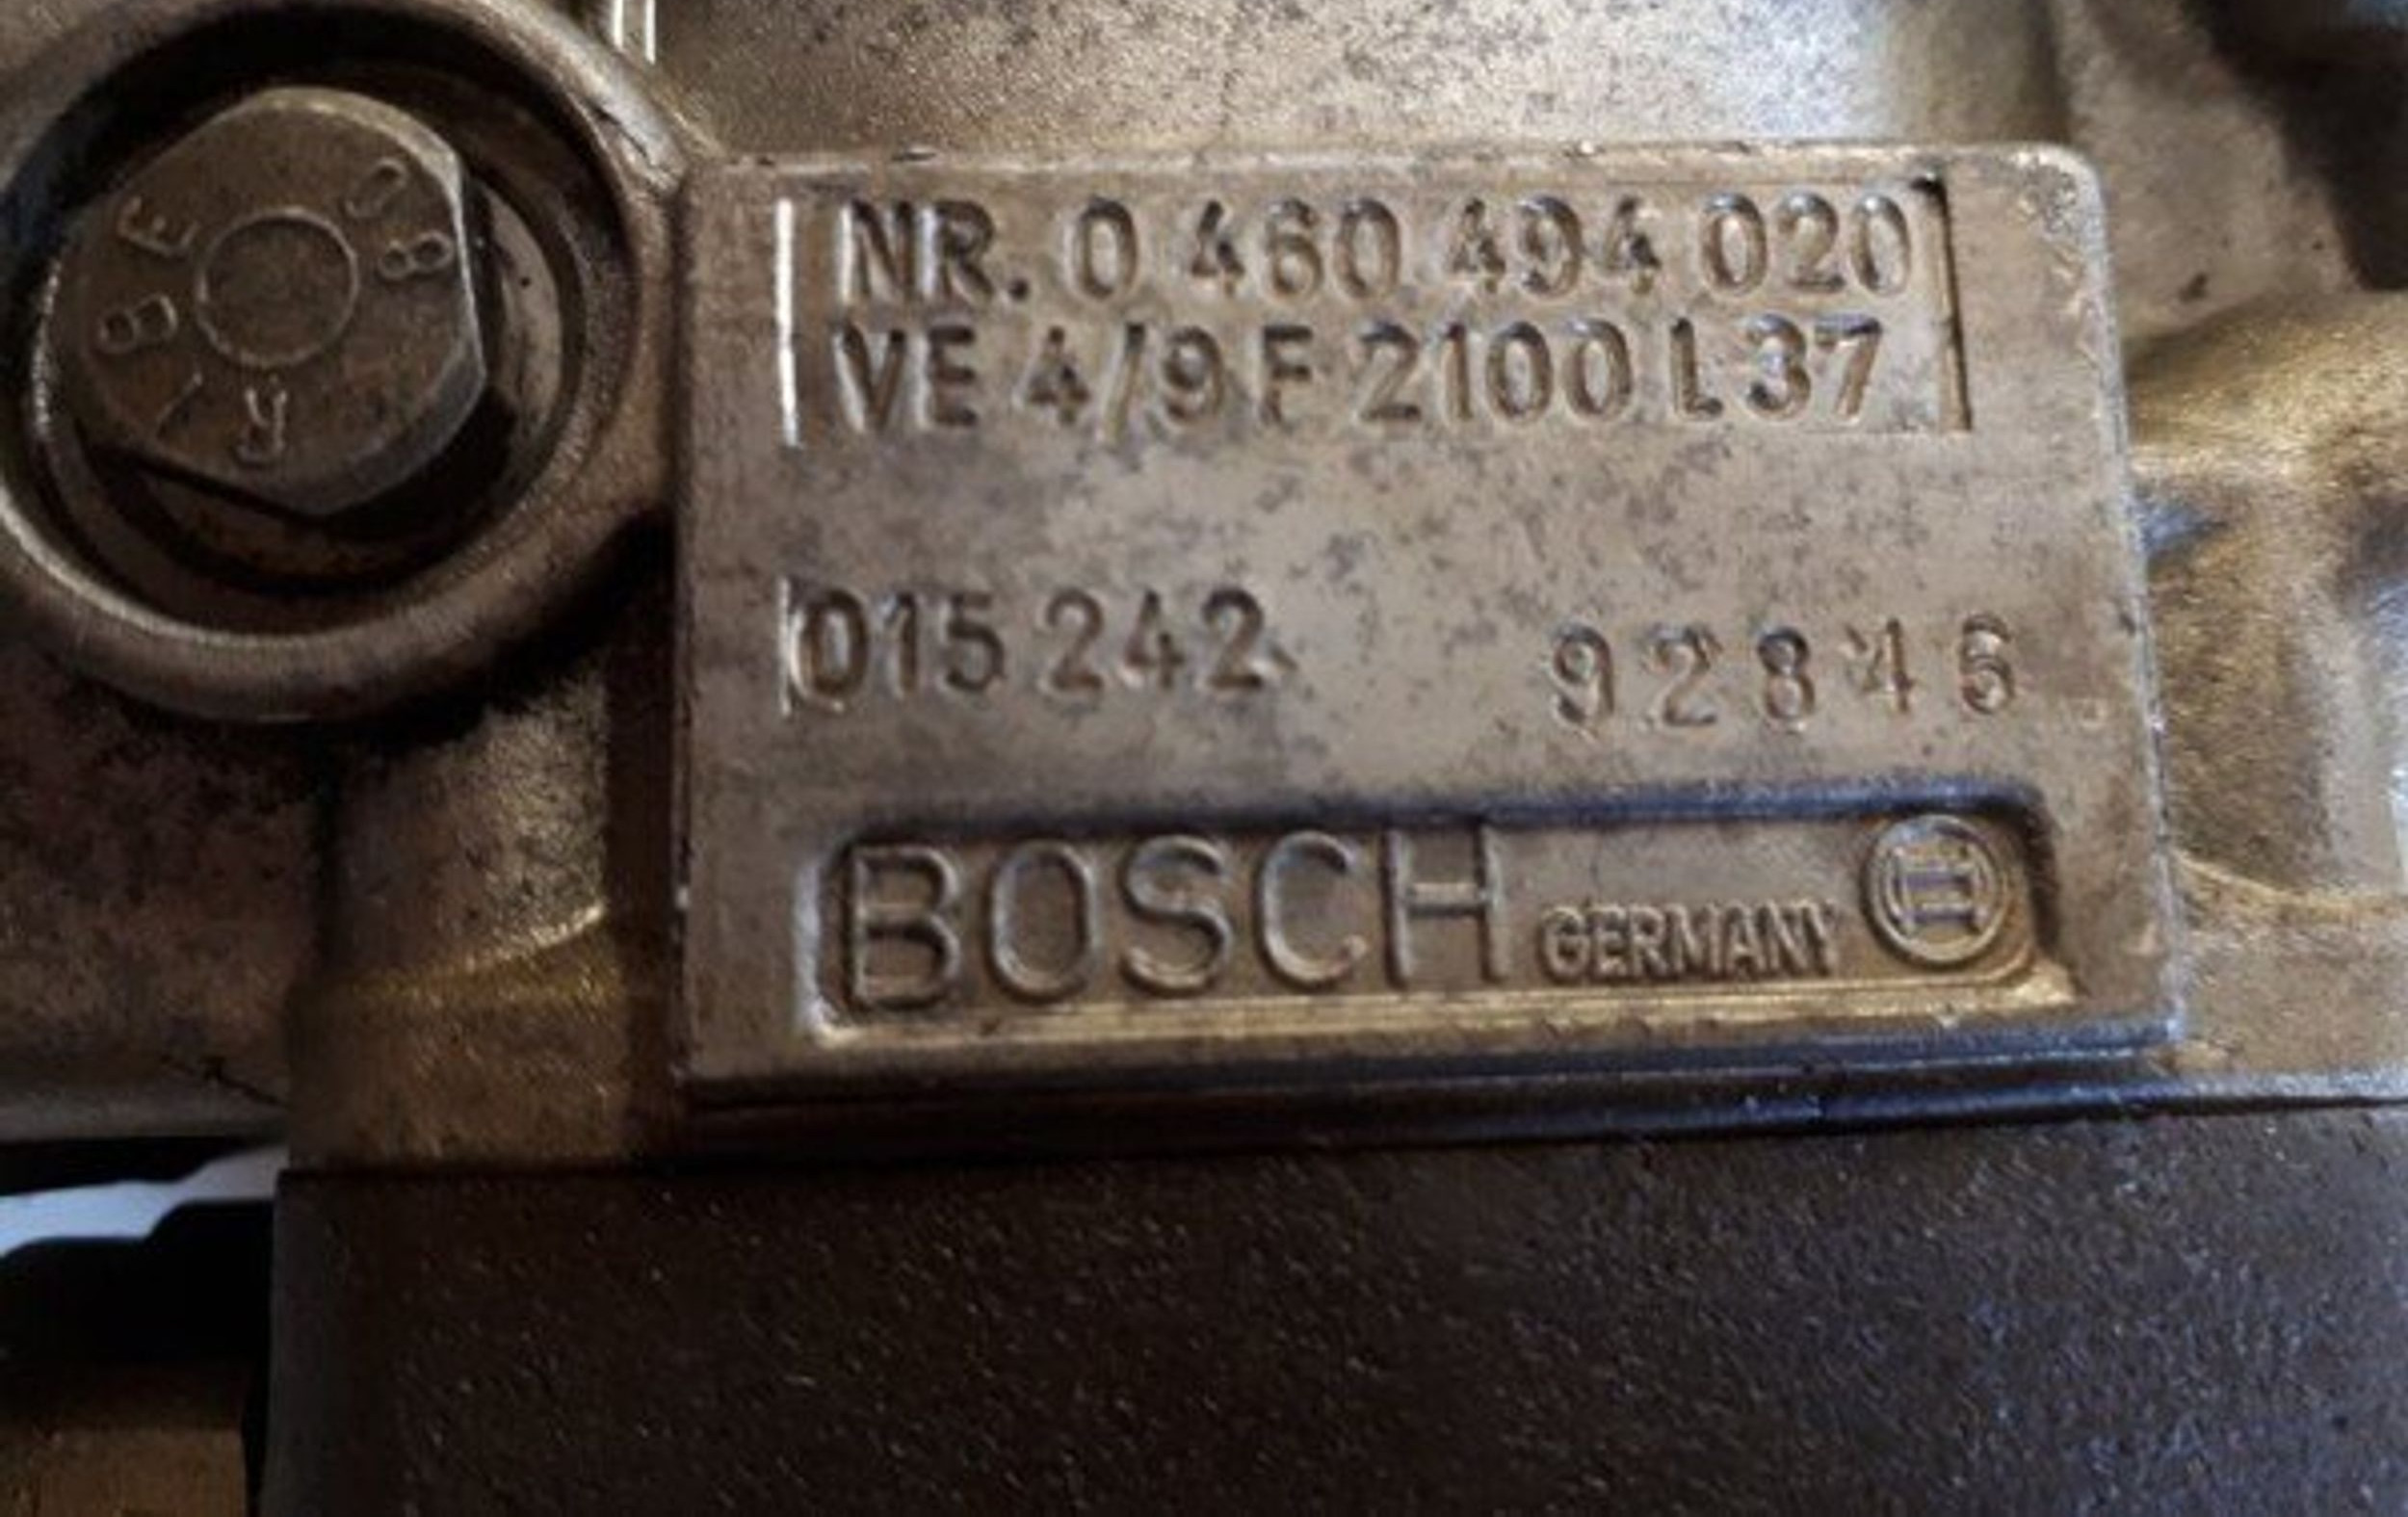 NR. 0 460 494 020
VE 4/9 F 2100 L 37
015 242 92846
BOSCH GERMANY